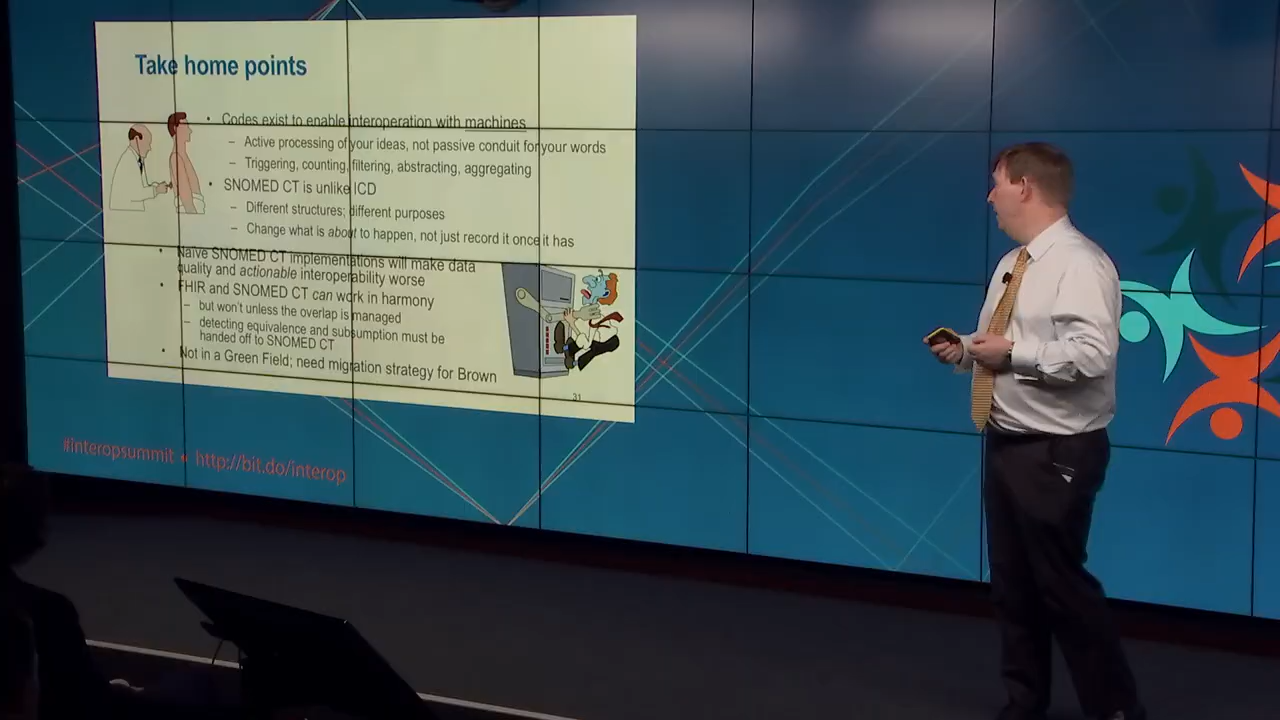 Take home points
• Codes exist to enable interoperation with machines
– Active processing of your ideas, not passive conduit for your words
– Triggering, counting, filtering, abstracting, aggregating
• SNOMED CT is unlike ICD
– Different structures; different purposes
– Change what is about to happen, not just record it once it has
• Naïve SNOMED CT implementations will make data
quality and actionable interoperability worse
• FHIR and SNOMED CT can work in harmony
– but won't unless the overlap is managed
– detecting equivalence and subsumption must be
handed off to SNOMED CT
• Not in a Green Field; need migration strategy for Brown
31
#interopsummit • http://bit.do/interop